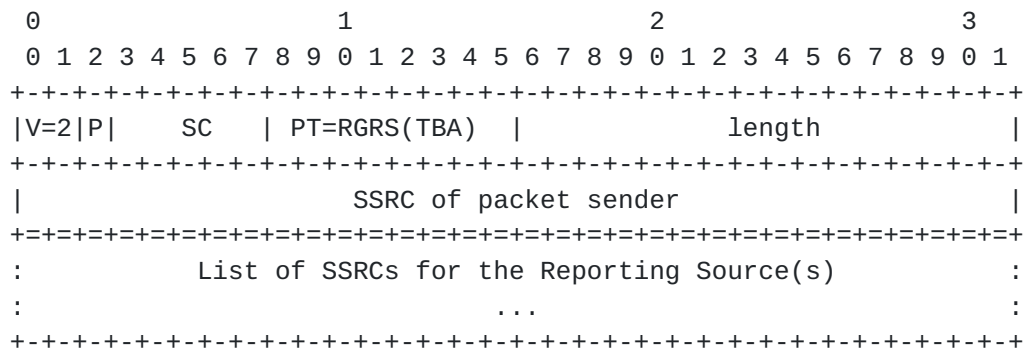 0                   1                   2                   3
 0 1 2 3 4 5 6 7 8 9 0 1 2 3 4 5 6 7 8 9 0 1 2 3 4 5 6 7 8 9 0 1
+-+-+-+-+-+-+-+-+-+-+-+-+-+-+-+-+-+-+-+-+-+-+-+-+-+-+-+-+-+-+-+-+
|V=2|P|    SC   | PT=RGRS(TBA)  |             length            |
+-+-+-+-+-+-+-+-+-+-+-+-+-+-+-+-+-+-+-+-+-+-+-+-+-+-+-+-+-+-+-+-+
|                     SSRC of packet sender                     |
+=+=+=+=+=+=+=+=+=+=+=+=+=+=+=+=+=+=+=+=+=+=+=+=+=+=+=+=+=+=+=+=+
:           List of SSRCs for the Reporting Source(s)           :
:                              ...                              :
+-+-+-+-+-+-+-+-+-+-+-+-+-+-+-+-+-+-+-+-+-+-+-+-+-+-+-+-+-+-+-+-+